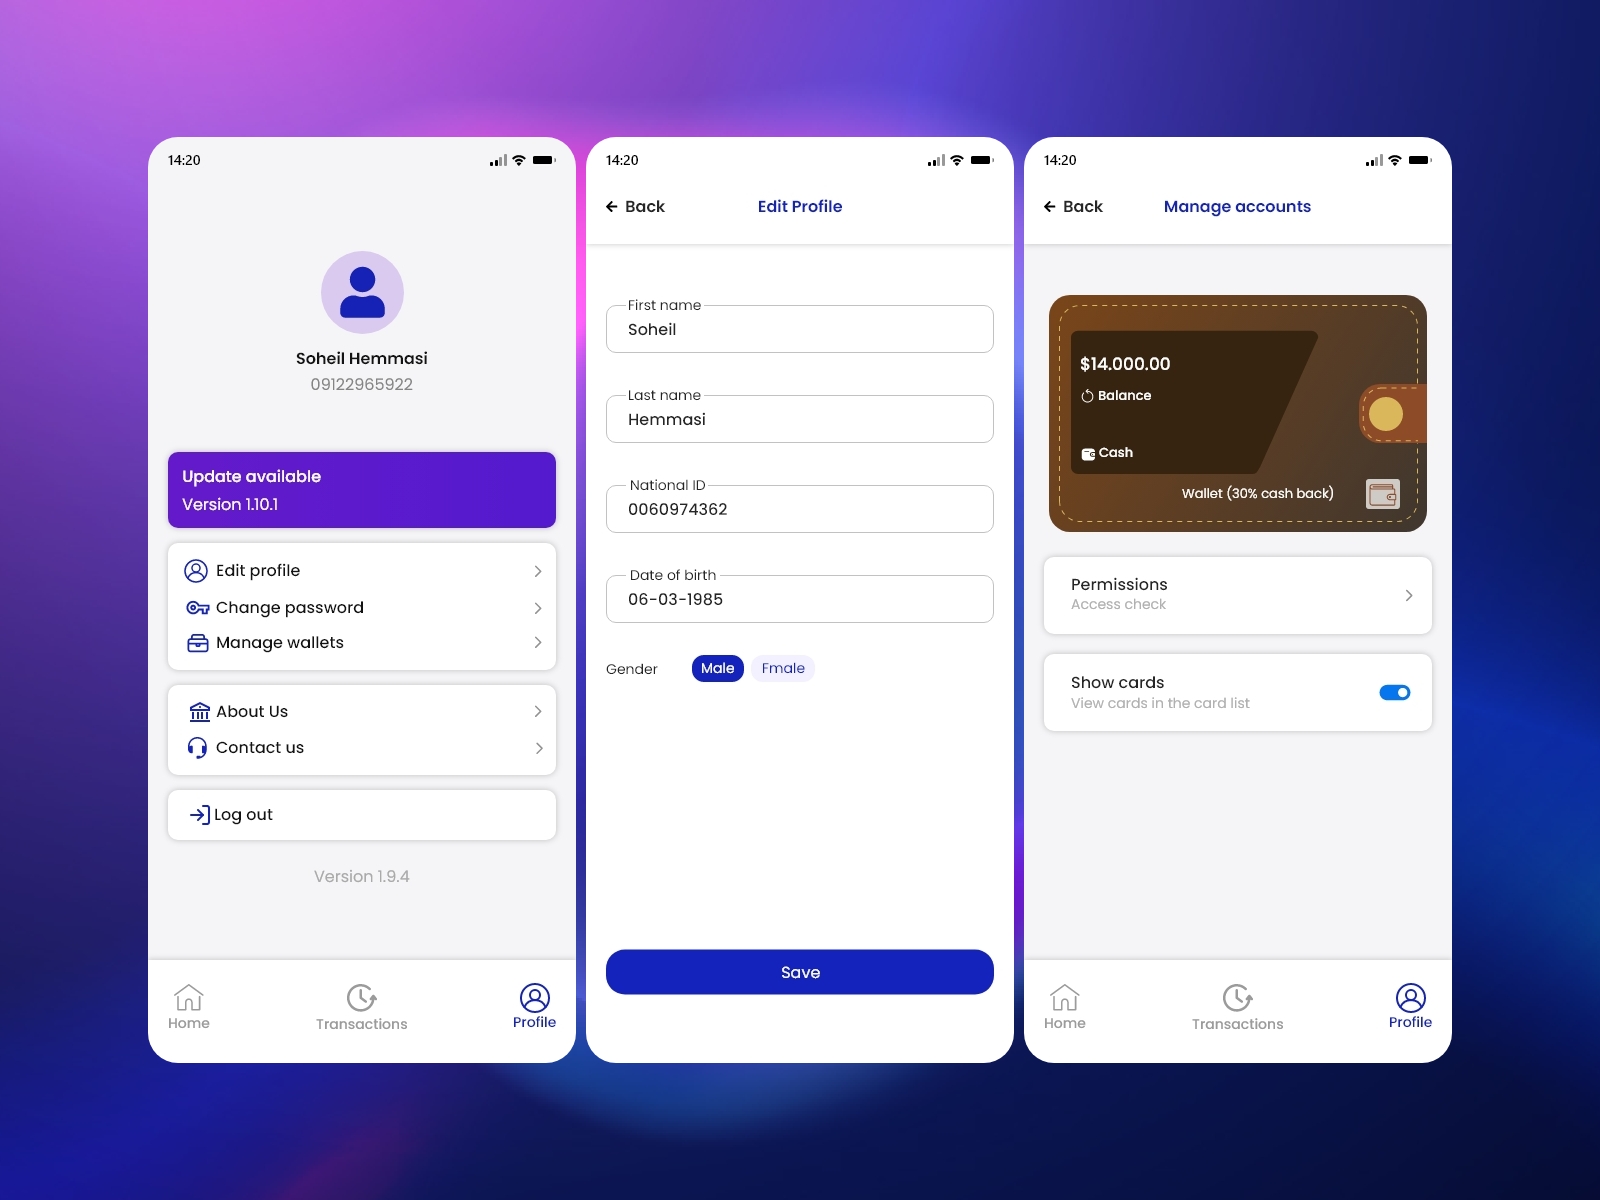 14:20
Soheil Hemmasi
09122965922
Update available
Version 1.10.1
Edit profile
Change password
Manage wallets
About Us
Contact us
Log out
Version 1.9.4
Home
Transactions
Profile
14:20
Back
Edit Profile
First name
Soheil
Last name
Hemmasi
National ID
0060974362
Date of birth
06-03-1985
Gender
Male
Fmale
Save
14:20
Back
Manage accounts
$14.000.00
Balance
Cash
Wallet (30% cash back)
Permissions
Access check
Show cards
View cards in the card list
Home
Transactions
Profile